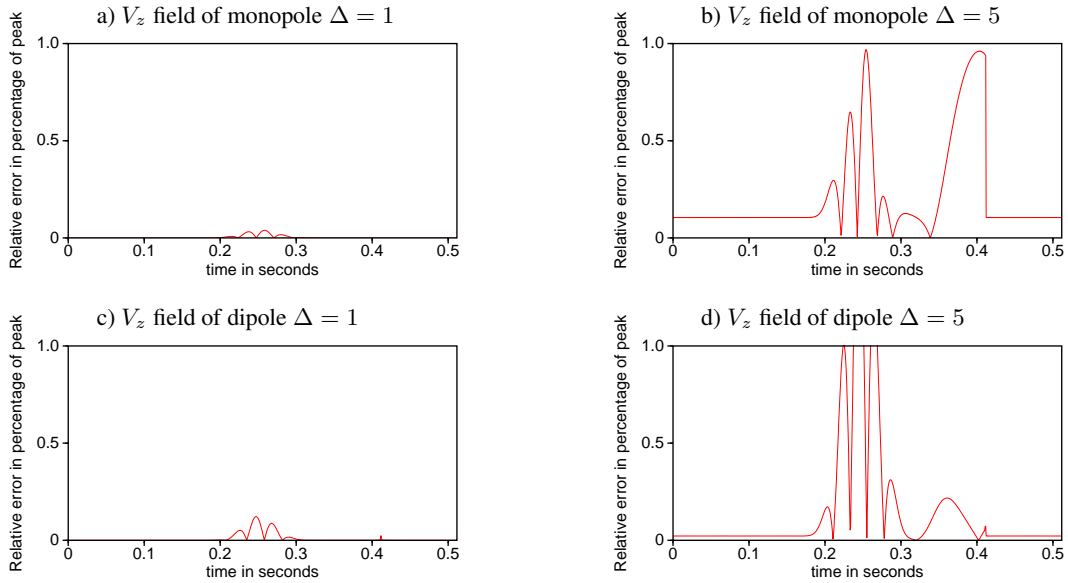 a) $V_z$ field of monopole $\Delta = 1$
Relative error in percentage of peak
1.0
0.5
0
0 0.1 0.2 0.3 0.4 0.5
time in seconds
b) $V_z$ field of monopole $\Delta = 5$
Relative error in percentage of peak
1.0
0.5
0
0 0.1 0.2 0.3 0.4 0.5
time in seconds
c) $V_z$ field of dipole $\Delta = 1$
Relative error in percentage of peak
1.0
0.5
0
0 0.1 0.2 0.3 0.4 0.5
time in seconds
d) $V_z$ field of dipole $\Delta = 5$
Relative error in percentage of peak
1.0
0.5
0
0 0.1 0.2 0.3 0.4 0.5
time in seconds